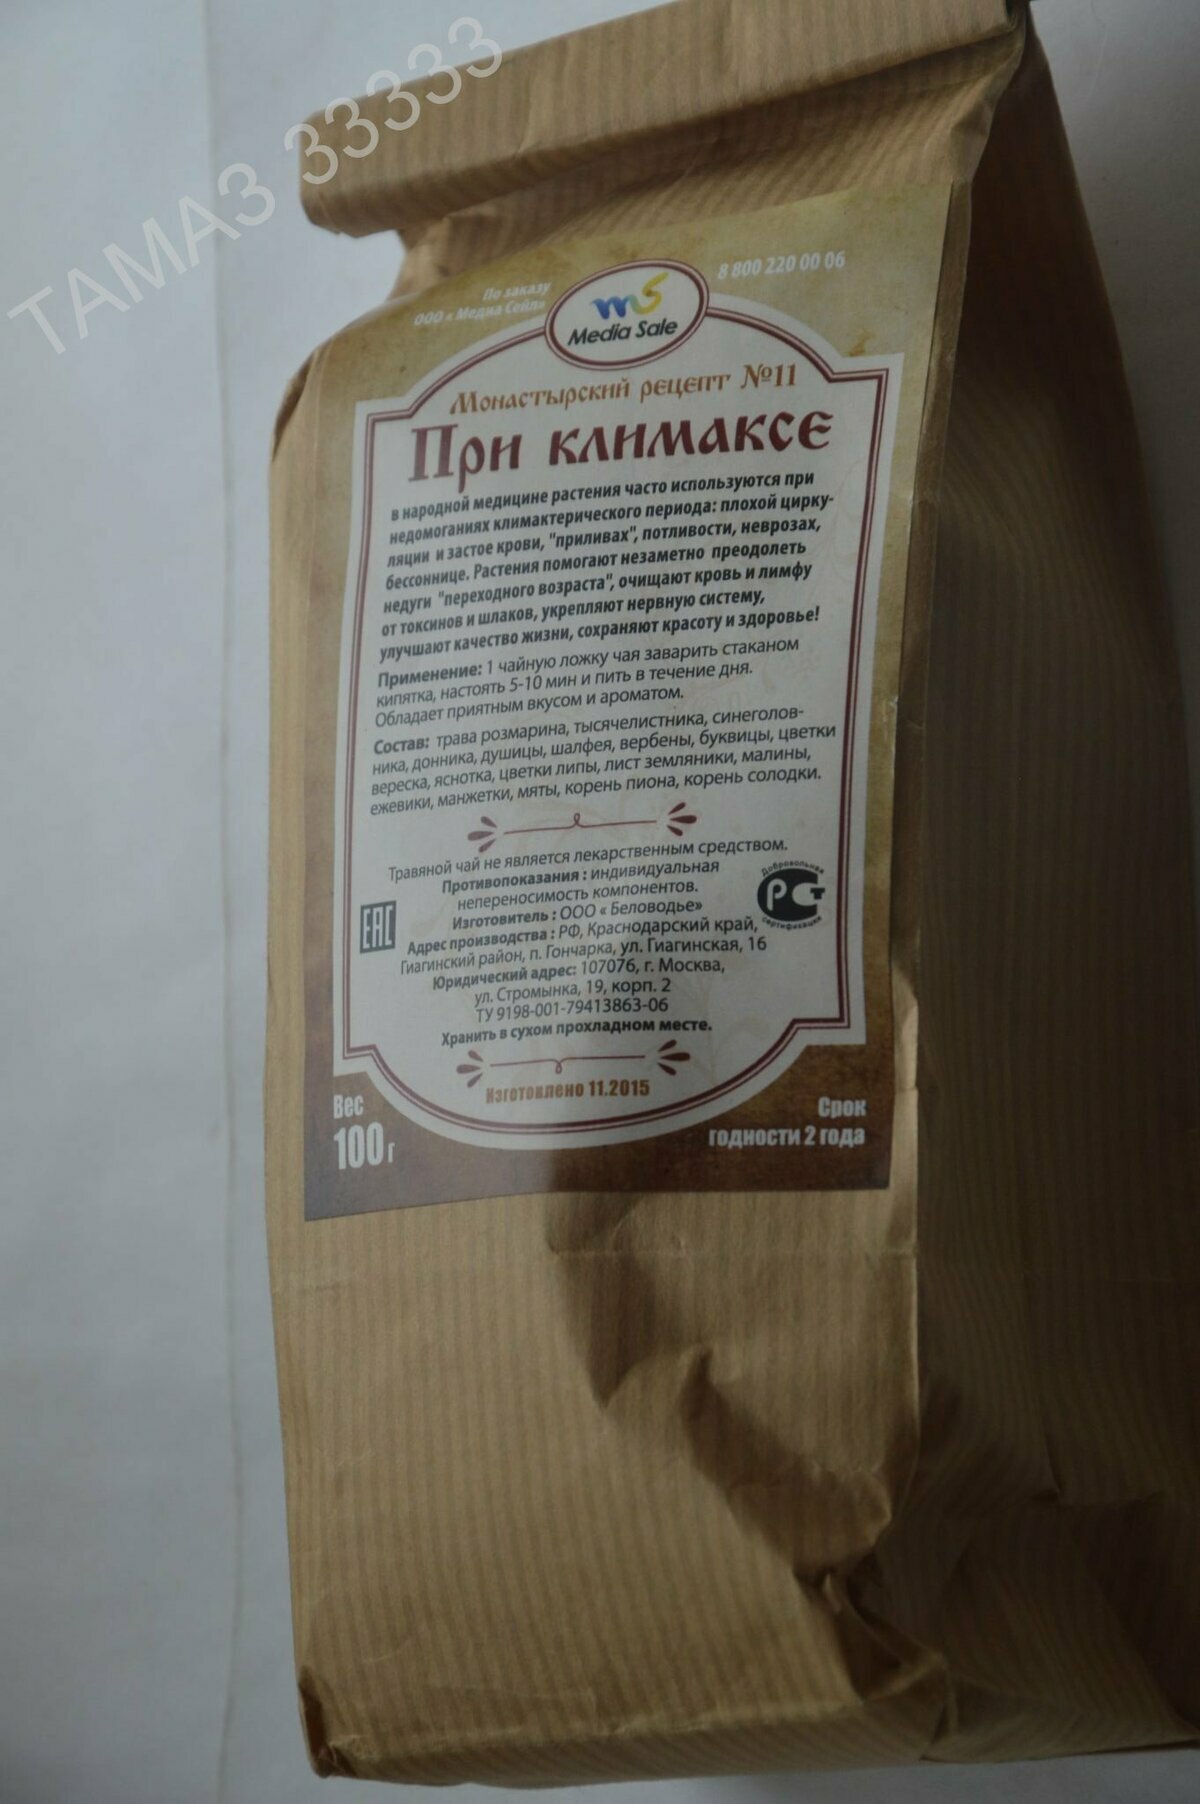 ТАМАЗ 33333
По заказу
ООО « Медиа Сейл»
ms
Media Sale
8 800 220 00 06
Монастырский рецепт №11
При климаксе
в народной медицине растения часто используются при
недомоганиях климактерического периода: плохой цирку-
ляции и застое крови, "приливах", потливости, неврозах,
бессоннице. Растения помогают незаметно преодолеть
недуги "переходного возраста", очищают кровь и лимфу
от токсинов и шлаков, укрепляют нервную систему,
улучшают качество жизни, сохраняют красоту и здоровье!
Применение: 1 чайную ложку чая заварить стаканом
кипятка, настоять 5-10 мин и пить в течение дня.
Обладает приятным вкусом и ароматом.
Состав: трава розмарина, тысячелистника, синеголов-
ника, донника, душицы, шалфея, вербены, буквицы, цветки
вереска, яснотка, цветки липы, лист земляники, малины,
ежевики, манжетки, мяты, корень пиона, корень солодки.
Травяной чай не является лекарственным средством.
Противопоказания : индивидуальная
непереносимость компонентов.
Изготовитель : ООО « Беловодье»
Адрес производства : РФ, Краснодарский край,
Гиагинский район, п. Гончарка, ул. Гиагинская, 16
Юридический адрес: 107076, г. Москва,
ул. Стромынка, 19, корп. 2
ТУ 9198-001-79413863-06
Хранить в сухом прохладном месте.
EAC
Добровольная
РСТ
сертификация
Изготовлено 11.2015
Вес
100 г
Срок
годности 2 года